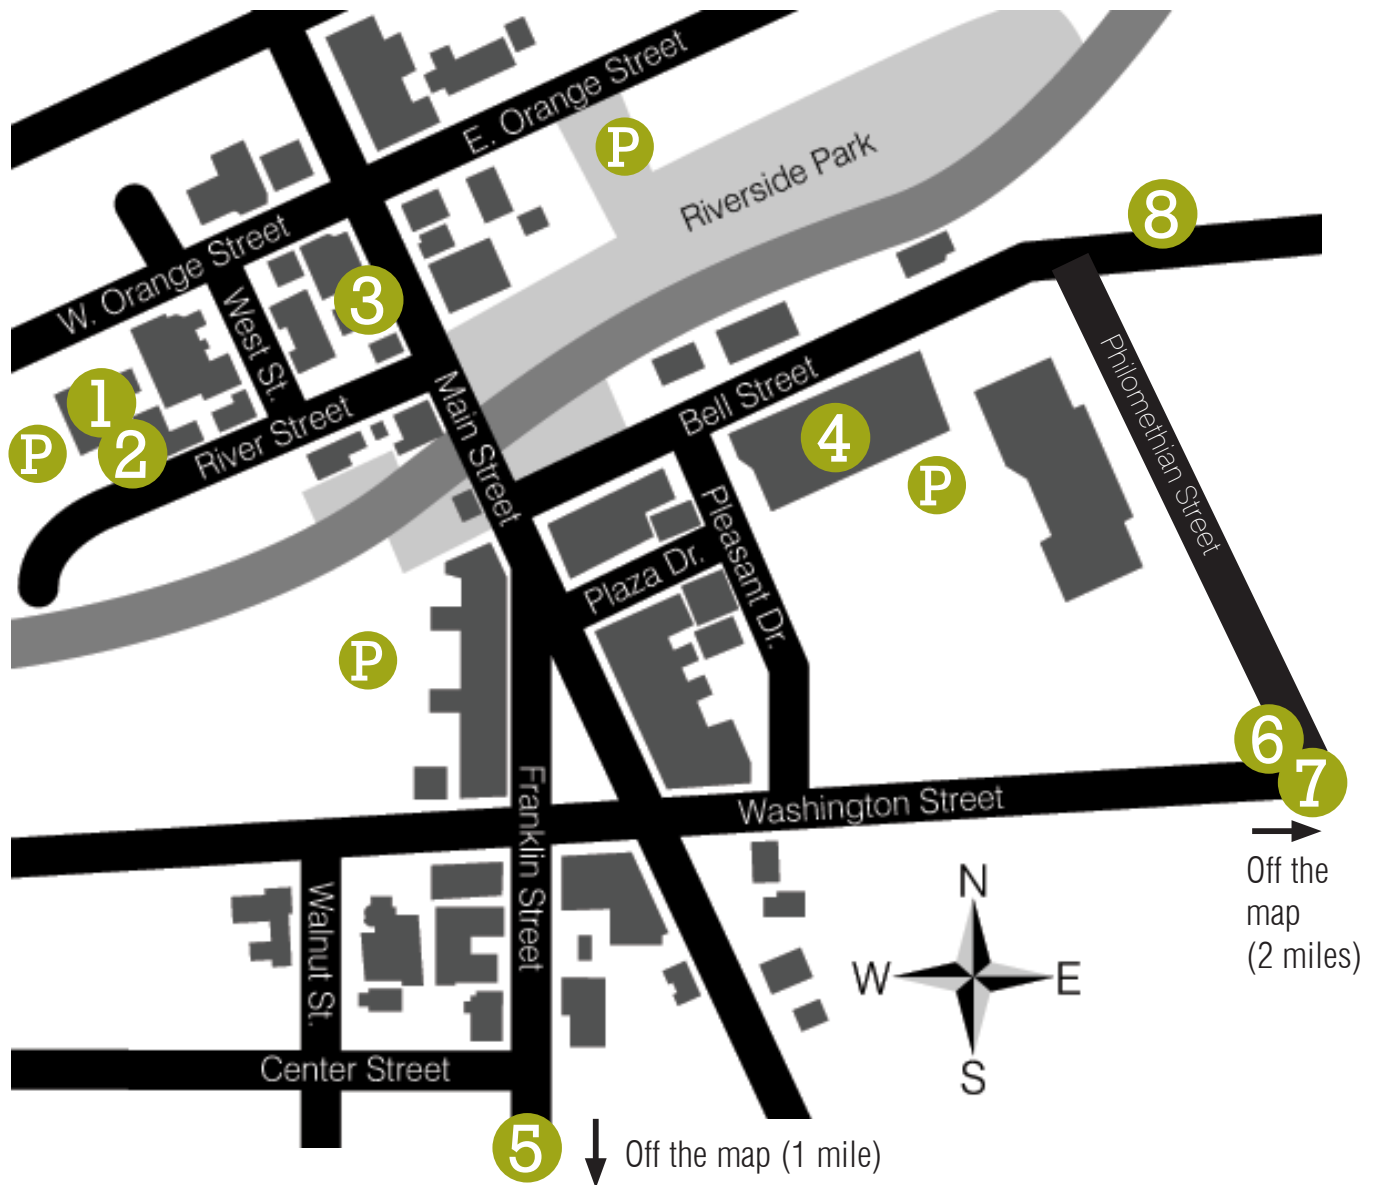 E. Orange Street
P
Riverside Park
8
W. Orange Street
West St.
3
1
P
2
River Street
Main Street
Bell Street
4
P
Philomethian Street
Pleasant Dr.
Plaza Dr.
P
6
7
Franklin Street
Washington Street
Off the
map
(2 miles)
Walnut St.
N
W
E
S
Center Street
5
Off the map (1 mile)